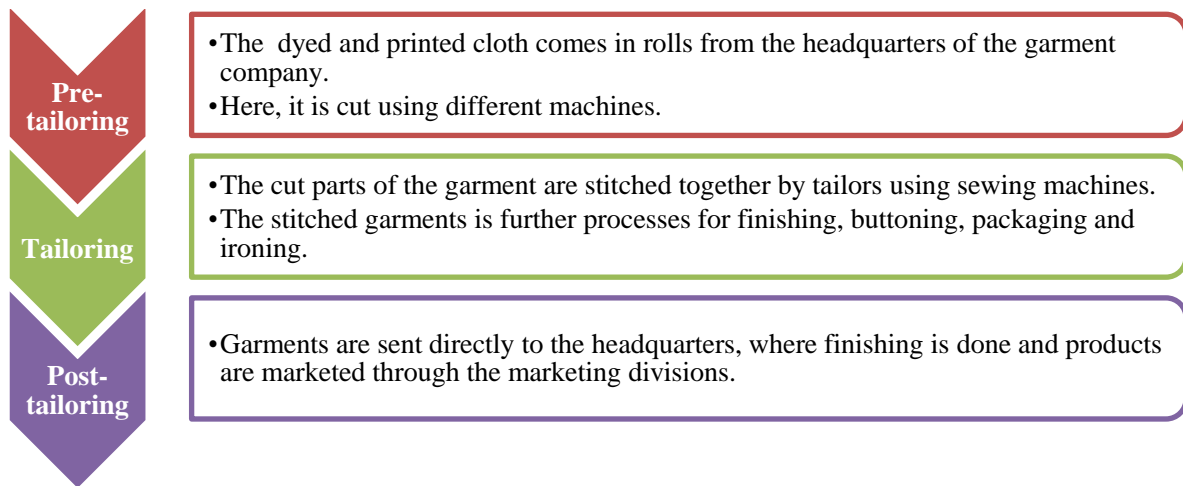 Pre-
tailoring
•The dyed and printed cloth comes in rolls from the headquarters of the garment
company.
•Here, it is cut using different machines.
Tailoring
•The cut parts of the garment are stitched together by tailors using sewing machines.
•The stitched garments is further processes for finishing, buttoning, packaging and
ironing.
Post-
tailoring
•Garments are sent directly to the headquarters, where finishing is done and products
are marketed through the marketing divisions.